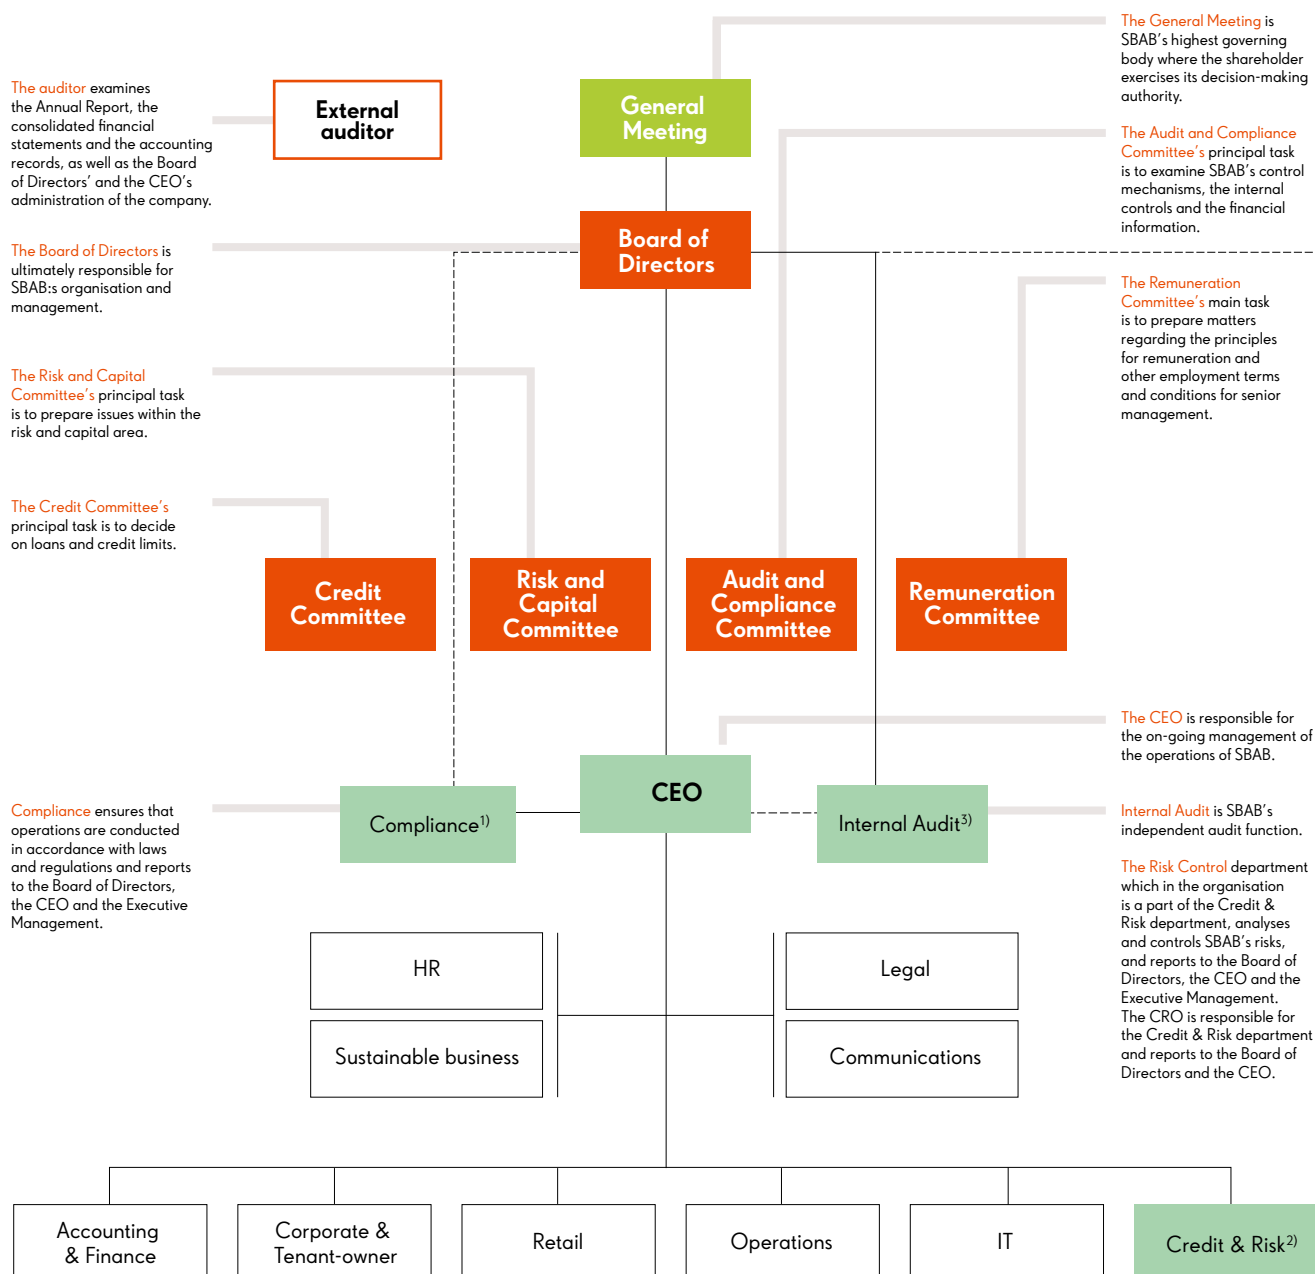 The General Meeting is
SBAB's highest governing
body where the shareholder
exercises its decision-making
authority.
The auditor examines
the Annual Report, the
consolidated financial
statements and the accounting
records, as well as the Board
of Directors' and the CEO's
administration of the company.
External
auditor
General
Meeting
The Audit and Compliance
Committee's principal task
is to examine SBAB's control
mechanisms, the internal
controls and the financial
information.
The Board of Directors is
ultimately responsible for
SBAB:s organisation and
management.
Board of
Directors
The Remuneration
Committee's main task
is to prepare matters
regarding the principles
for remuneration and
other employment terms
and conditions for senior
management.
The Risk and Capital
Committee's principal task
is to prepare issues within the
risk and capital area.
The Credit Committee's
principal task is to decide
on loans and credit limits.
Credit
Committee
Risk and
Capital
Committee
Audit and
Compliance
Committee
Remuneration
Committee
The CEO is responsible for
the on-going management of
the operations of SBAB.
Compliance ensures that
operations are conducted
in accordance with laws
and regulations and reports
to the Board of Directors,
the CEO and the Executive
Management.
Compliance1)
CEO
Internal Audit3)
Internal Audit is SBAB's
independent audit function.
The Risk Control department
which in the organisation
is a part of the Credit &
Risk department, analyses
and controls SBAB's risks,
and reports to the Board of
Directors, the CEO and the
Executive Management.
The CRO is responsible for
the Credit & Risk department
and reports to the Board of
Directors and the CEO.
HR
Legal
Sustainable business
Communications
Accounting
& Finance
Corporate &
Tenant-owner
Retail
Operations
IT
Credit & Risk2)